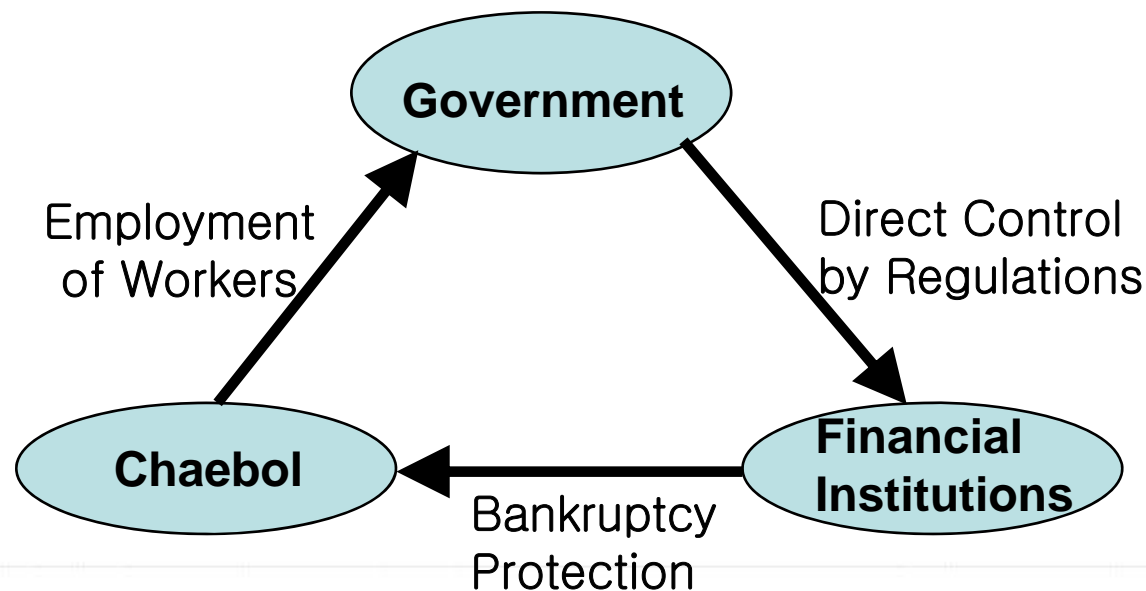 Government
Employment
of Workers
Direct Control
by Regulations
Chaebol
Financial
Institutions
Bankruptcy
Protection